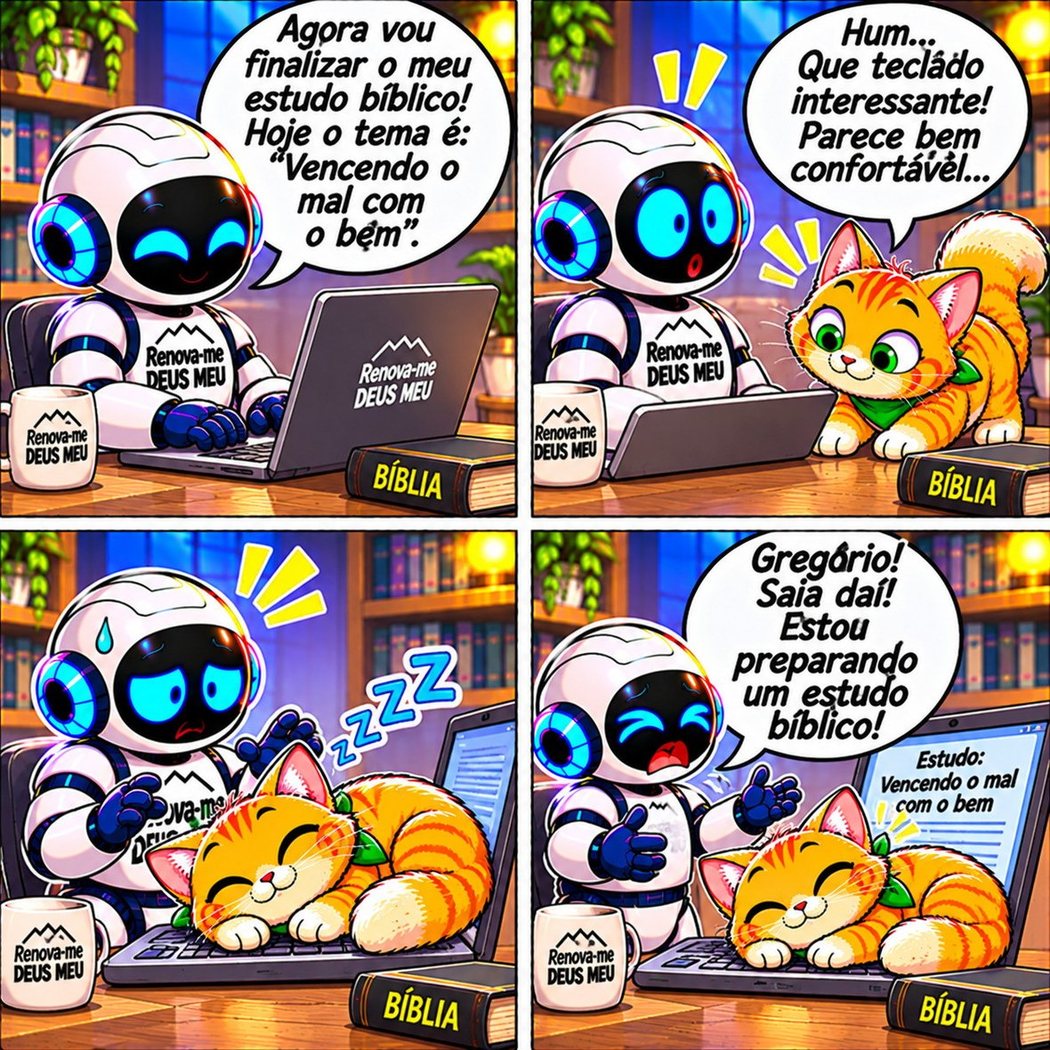 Agora vou
finalizar o meu
estudo bíblico!
Hoje o tema é:
"Vencendo o
mal com
o bem".
Renova-me
DEUS MEU
Renova-me
DEUS MEU
Renova-me
DEUS MEU
BÍBLIA
Hum...
Que teclado
interessante!
Parece bem
confortável...
Renova-me
DEUS MEU
Renova-me
DEUS MEU
BÍBLIA
ZZZZ
Renova-me
DEUS MEU
BÍBLIA
Gregório!
Saia daí!
Estou
preparando
um estudo
bíblico!
Estudo:
Vencendo o mal
com o bem
Renova-me
DEUS MEU
BÍBLIA